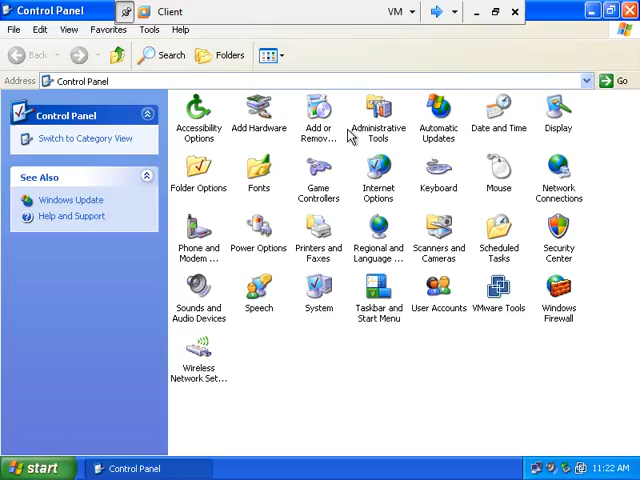 Control Panel
Client
VM
File Edit View Favorites Tools Help
Back Search Folders
Address Control Panel Go
Control Panel
Switch to Category View
See Also
Windows Update
Help and Support
Accessibility Options
Add Hardware
Add or Remov...
Administrative Tools
Automatic Updates
Date and Time
Display
Folder Options
Fonts
Game Controllers
Internet Options
Keyboard
Mouse
Network Connections
Phone and Modem ...
Power Options
Printers and Faxes
Regional and Language ...
Scanners and Cameras
Scheduled Tasks
Security Center
Sounds and Audio Devices
Speech
System
Taskbar and Start Menu
User Accounts
VMware Tools
Windows Firewall
Wireless Network Set...
start
Control Panel
11:22 AM